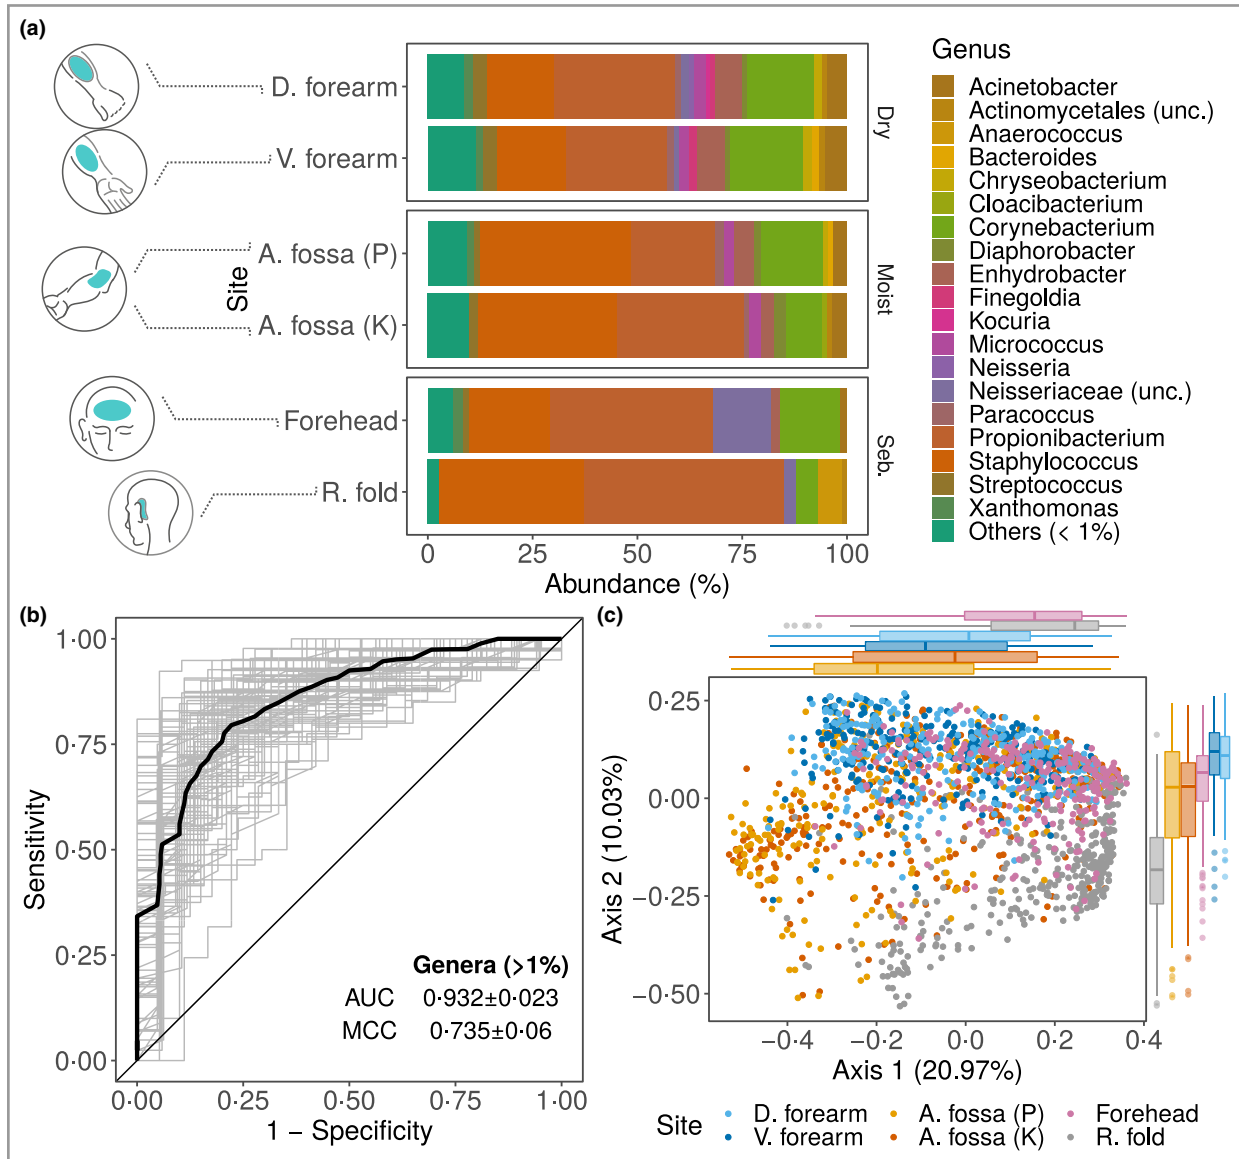 (a)
Site
D. forearm
V. forearm
A. fossa (P)
A. fossa (K)
Forehead
R. fold
Dry
Moist
Seb.
0 25 50 75 100
Abundance (%)
Genus
Acinetobacter
Actinomycetales (unc.)
Anaerococcus
Bacteroides
Chryseobacterium
Cloacibacterium
Corynebacterium
Diaphorobacter
Enhydrobacter
Finegoldia
Kocuria
Micrococcus
Neisseria
Neisseriaceae (unc.)
Paracoccus
Propionibacterium
Staphylococcus
Streptococcus
Xanthomonas
Others (< 1%)
(b)
Sensitivity
1·00
0·75
0·50
0·25
0·00
Genera (>1%)
AUC 0·932±0·023
MCC 0·735±0·06
0·00 0·25 0·50 0·75 1·00
1 − Specificity
(c)
Axis 2 (10.03%)
0·25
0·00
−0·25
−0·50
−0·4 −0·2 0·0 0·2 0·4
Axis 1 (20.97%)
Site
D. forearm A. fossa (P) Forehead
V. forearm A. fossa (K) R. fold